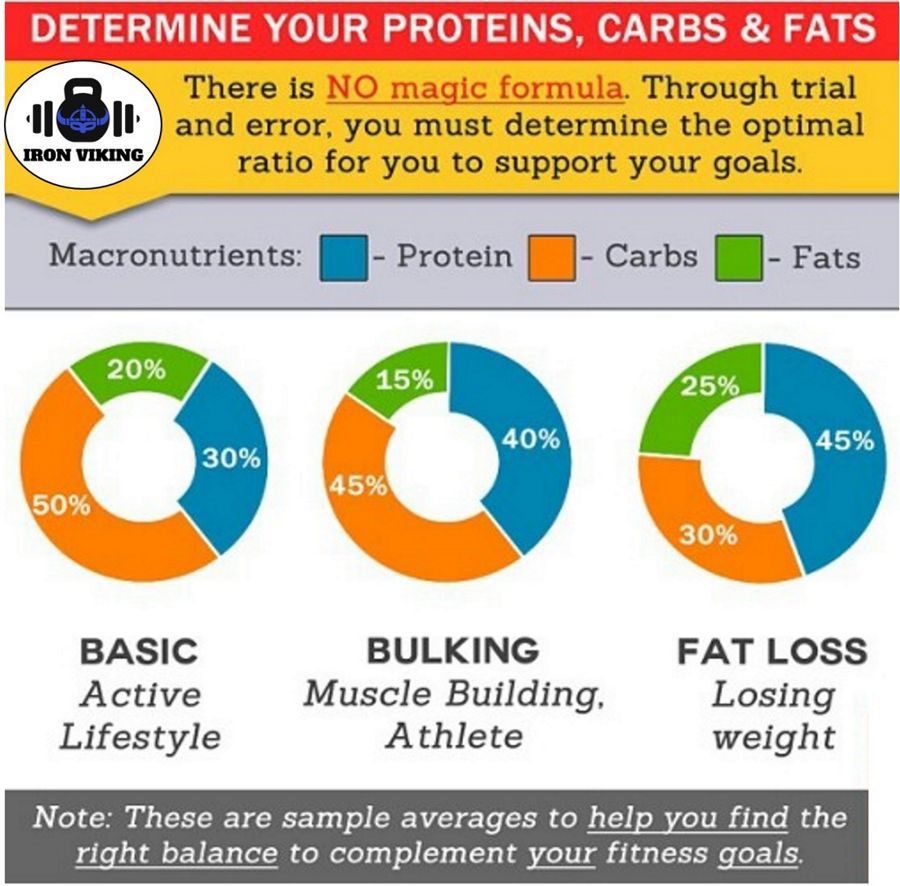 DETERMINE YOUR PROTEINS, CARBS & FATS
There is NO magic formula. Through trial
and error, you must determine the optimal
ratio for you to support your goals.
IRON VIKING
Macronutrients: - Protein - Carbs - Fats
20%
30%
50%
15%
40%
45%
25%
45%
30%
BASIC
Active
Lifestyle
BULKING
Muscle Building,
Athlete
FAT LOSS
Losing
weight
Note: These are sample averages to help you find the
right balance to complement your fitness goals.